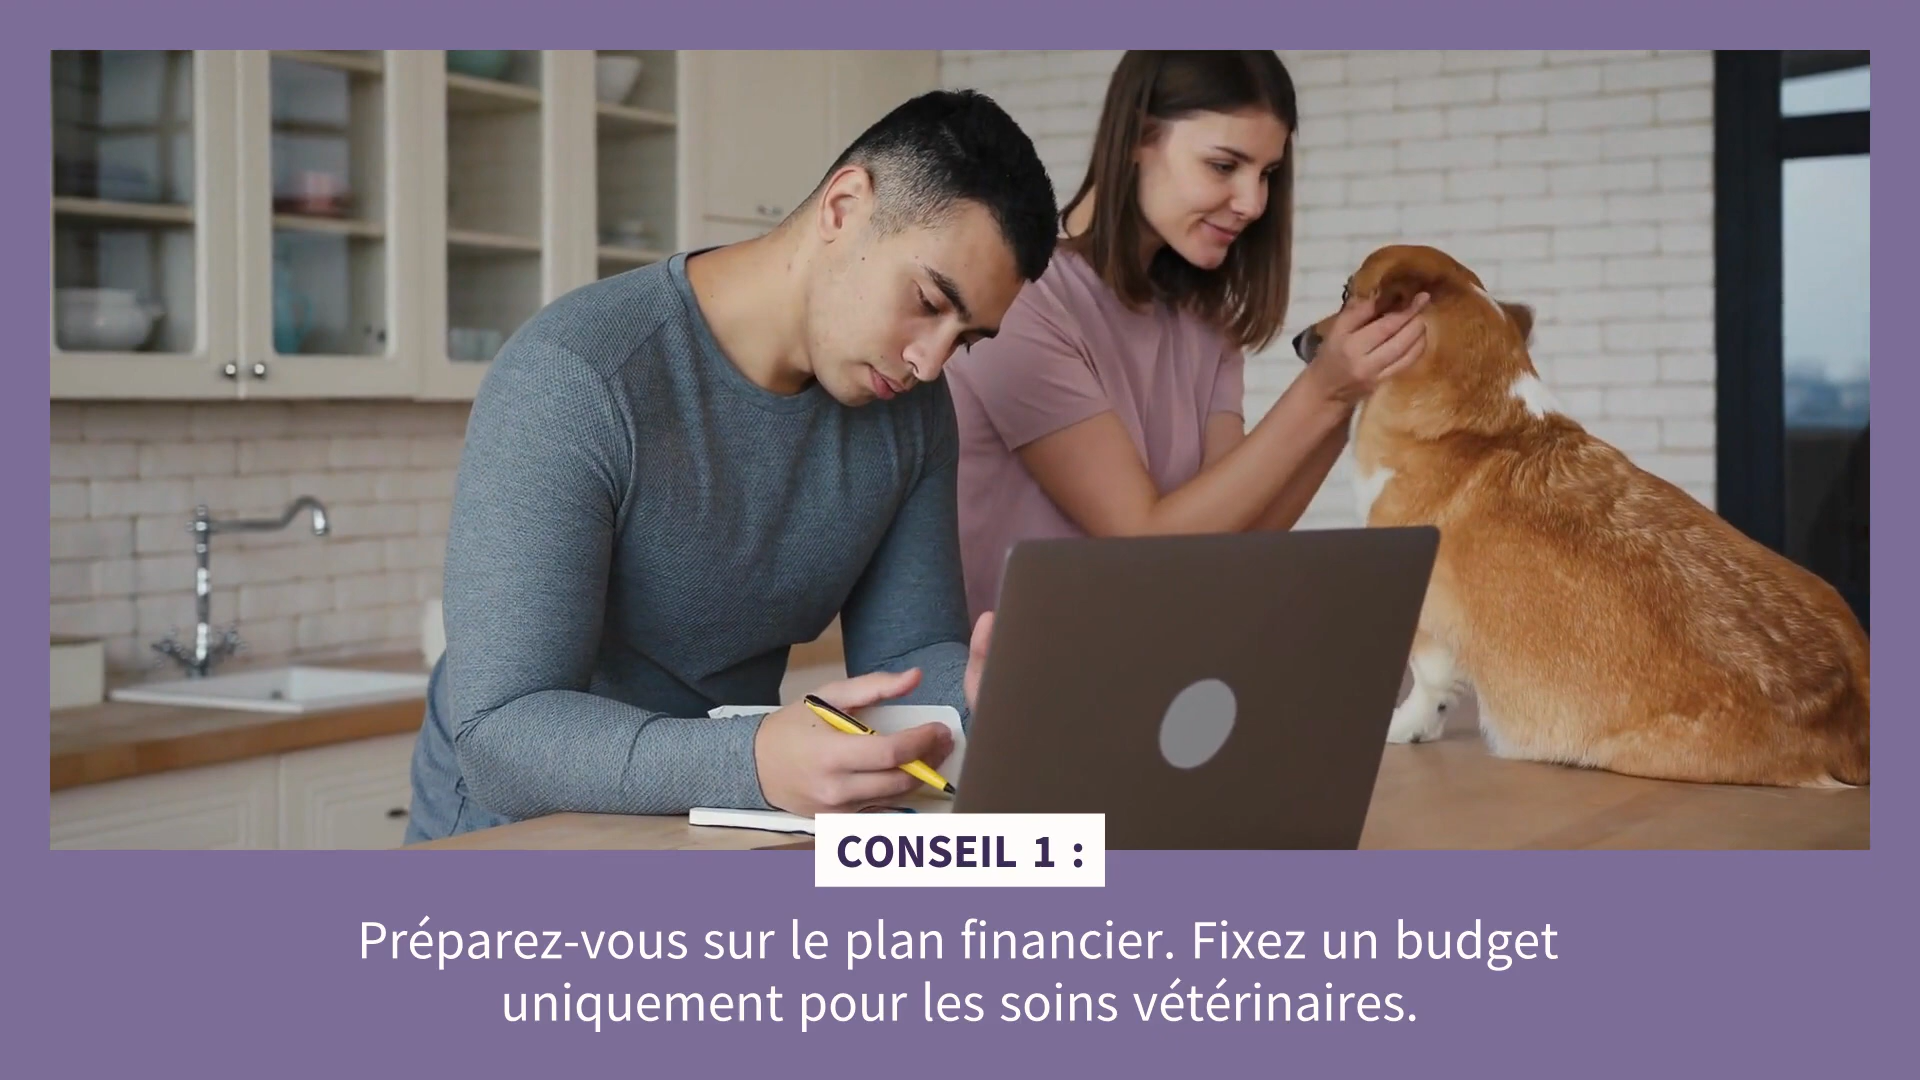 CONSEIL 1 :
Préparez-vous sur le plan financier. Fixez un budget
uniquement pour les soins vétérinaires.